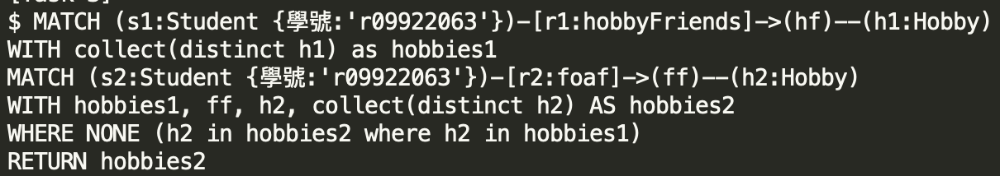 $ MATCH (s1:Student {學號:'r09922063'})-[r1:hobbyFriends]->(hf)--(h1:Hobby)
WITH collect(distinct h1) as hobbies1
MATCH (s2:Student {學號:'r09922063'})-[r2:foaf]->(ff)--(h2:Hobby)
WITH hobbies1, ff, h2, collect(distinct h2) AS hobbies2
WHERE NONE (h2 in hobbies2 where h2 in hobbies1)
RETURN hobbies2